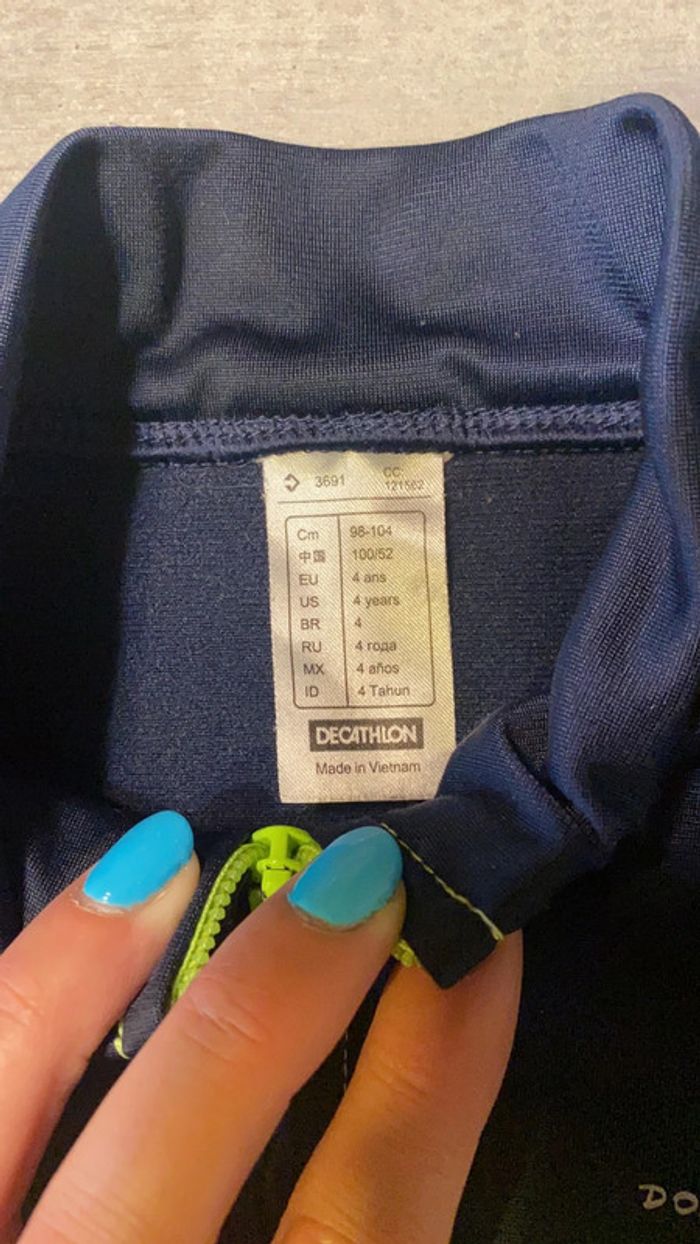 3691 CC: 121562
Cm 98-104
中国 100/52
EU 4 ans
US 4 years
BR 4
RU 4 года
MX 4 años
ID 4 Tahun
DECATHLON
Made in Vietnam
DO